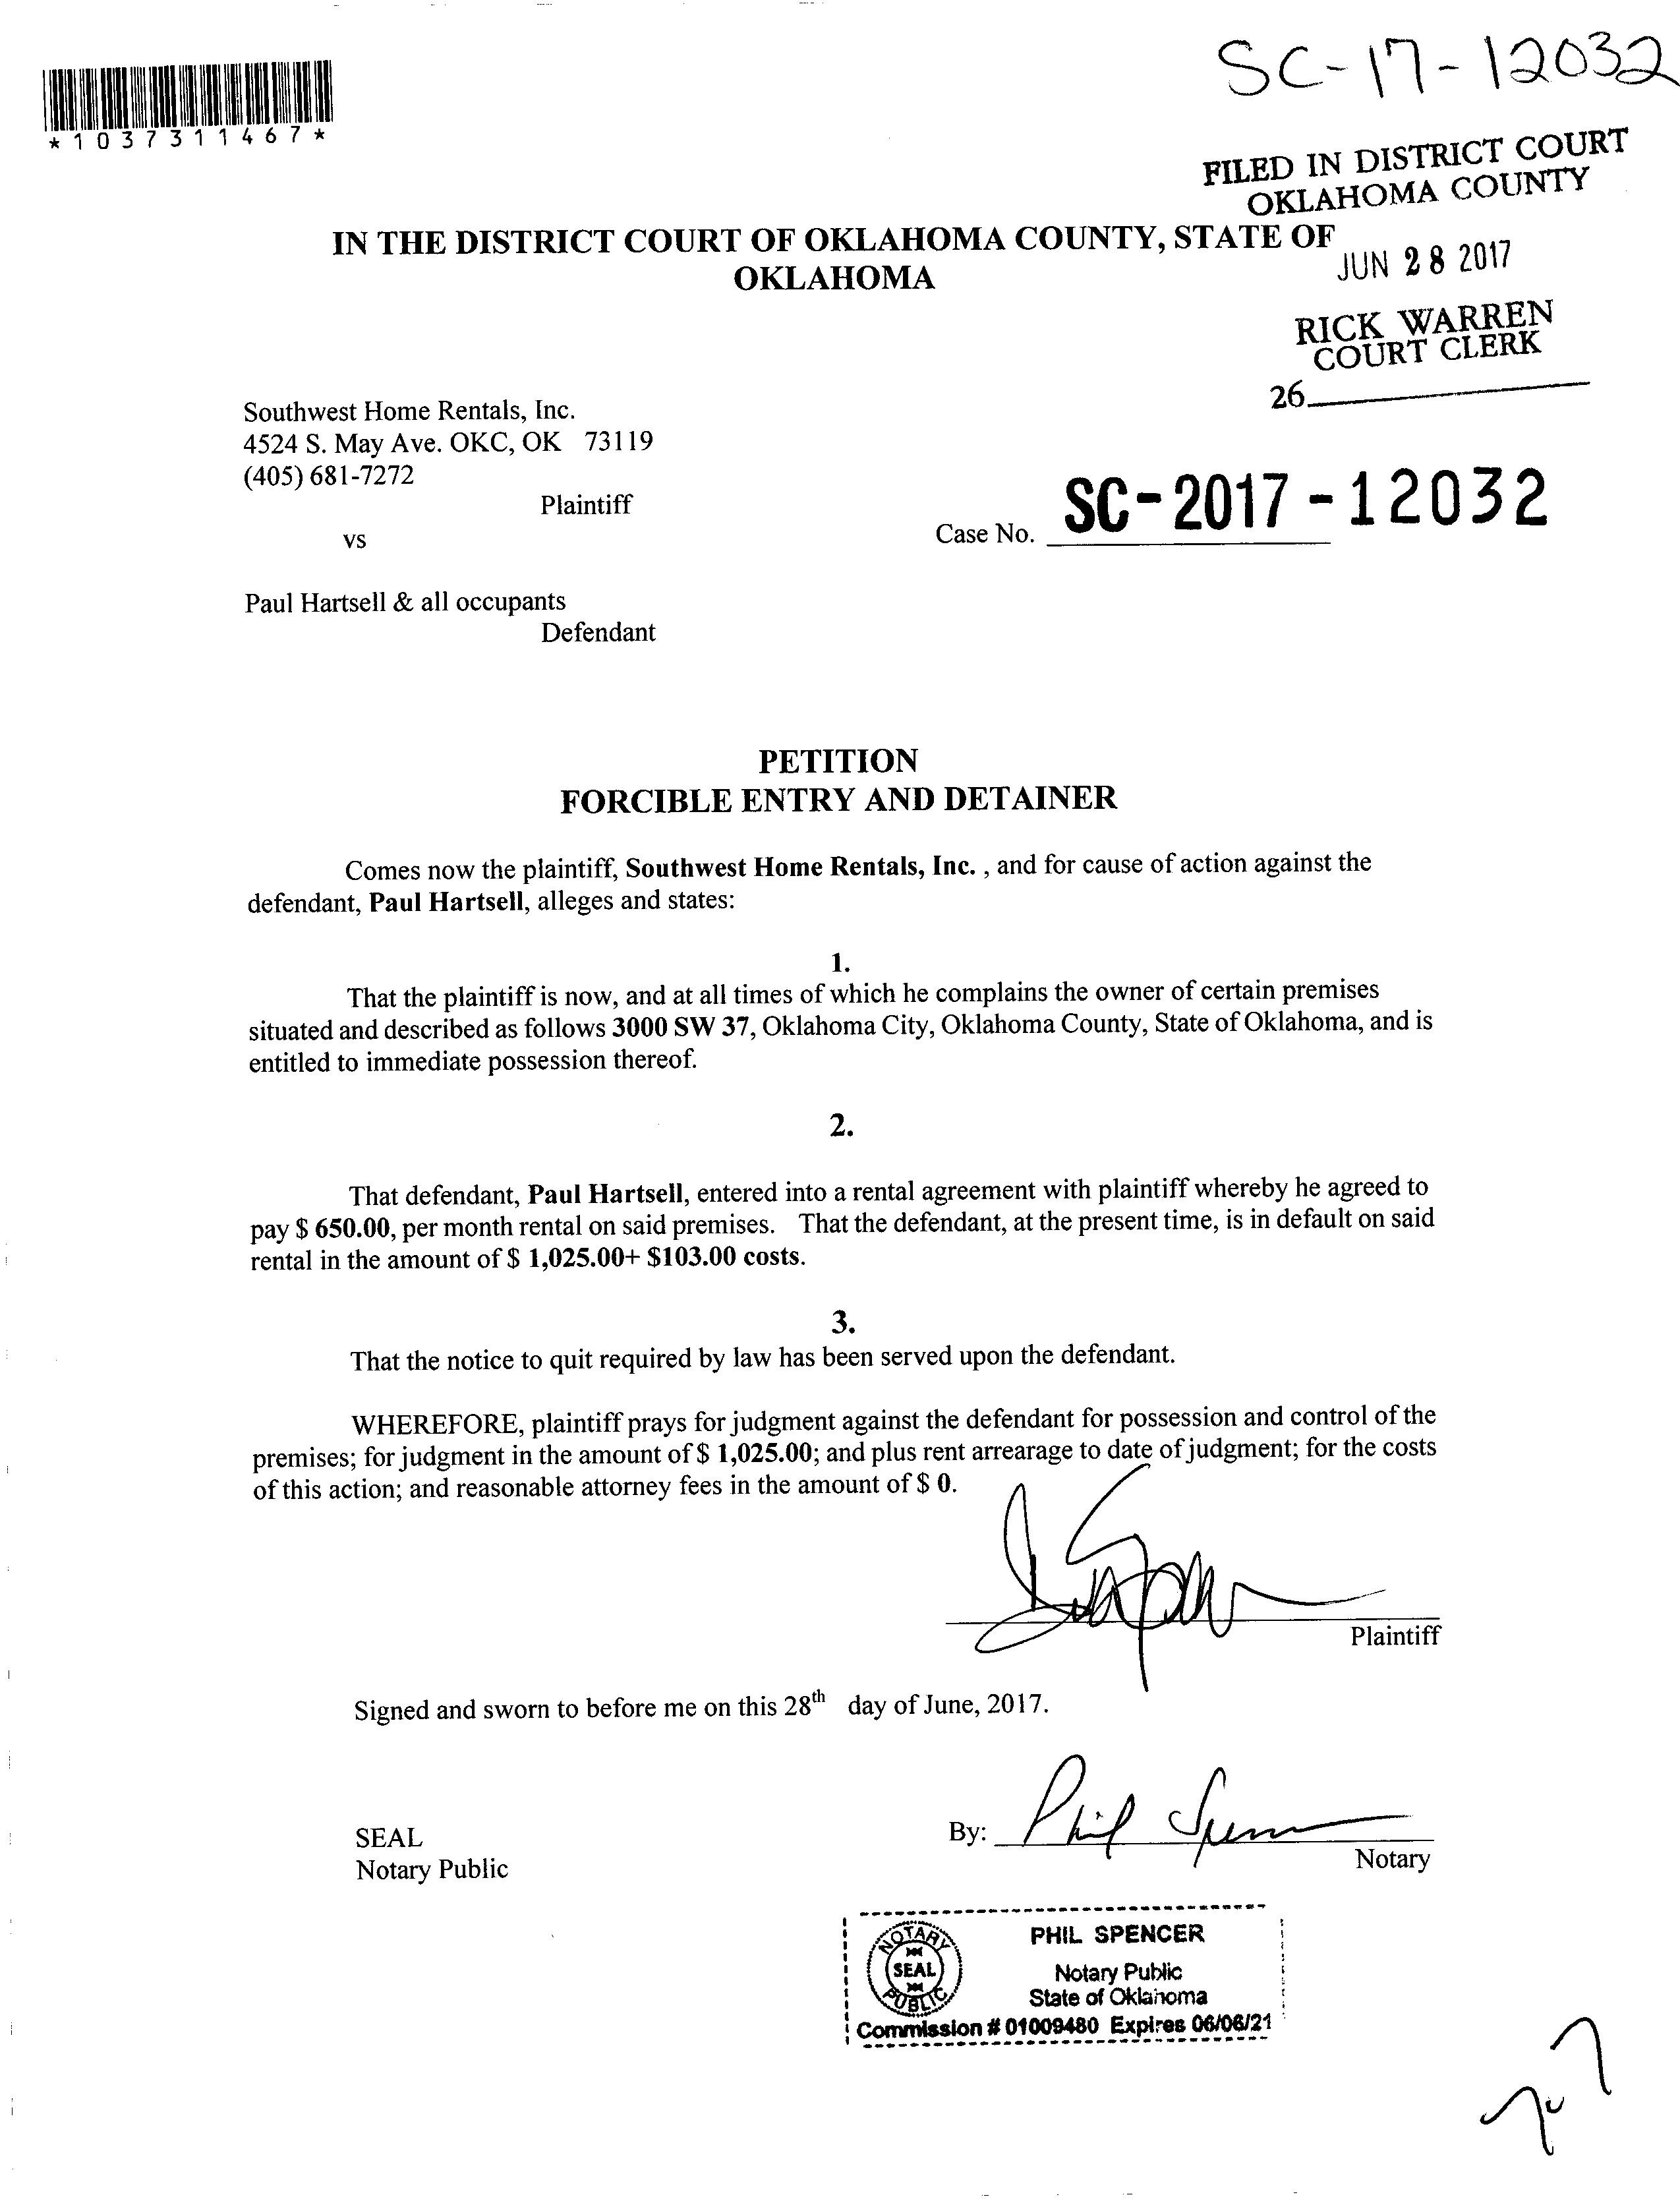 SC-17-12032
*1037311467*
FILED IN DISTRICT COURT
OKLAHOMA COUNTY
IN THE DISTRICT COURT OF OKLAHOMA COUNTY, STATE OF
OKLAHOMA
JUN 28 2017
RICK WARREN
COURT CLERK
26
Southwest Home Rentals, Inc.
4524 S. May Ave. OKC, OK 73119
(405) 681-7272
Plaintiff
vs
Case No. SC-2017-12032
Paul Hartsell & all occupants
Defendant
PETITION
FORCIBLE ENTRY AND DETAINER
Comes now the plaintiff, Southwest Home Rentals, Inc. , and for cause of action against the
defendant, Paul Hartsell, alleges and states:
1.
That the plaintiff is now, and at all times of which he complains the owner of certain premises
situated and described as follows 3000 SW 37, Oklahoma City, Oklahoma County, State of Oklahoma, and is
entitled to immediate possession thereof.
2.
That defendant, Paul Hartsell, entered into a rental agreement with plaintiff whereby he agreed to
pay $ 650.00, per month rental on said premises. That the defendant, at the present time, is in default on said
rental in the amount of $ 1,025.00+ $103.00 costs.
3.
That the notice to quit required by law has been served upon the defendant.
WHEREFORE, plaintiff prays for judgment against the defendant for possession and control of the
premises; for judgment in the amount of $ 1,025.00; and plus rent arrearage to date of judgment; for the costs
of this action; and reasonable attorney fees in the amount of $ 0.
Plaintiff
Signed and sworn to before me on this 28th day of June, 2017.
SEAL
Notary Public
By: Phil Spencer
Notary
NOTARY
SEAL
PUBLIC
PHIL SPENCER
Notary Public
State of Oklahoma
Commission # 01009480 Expires 06/06/21